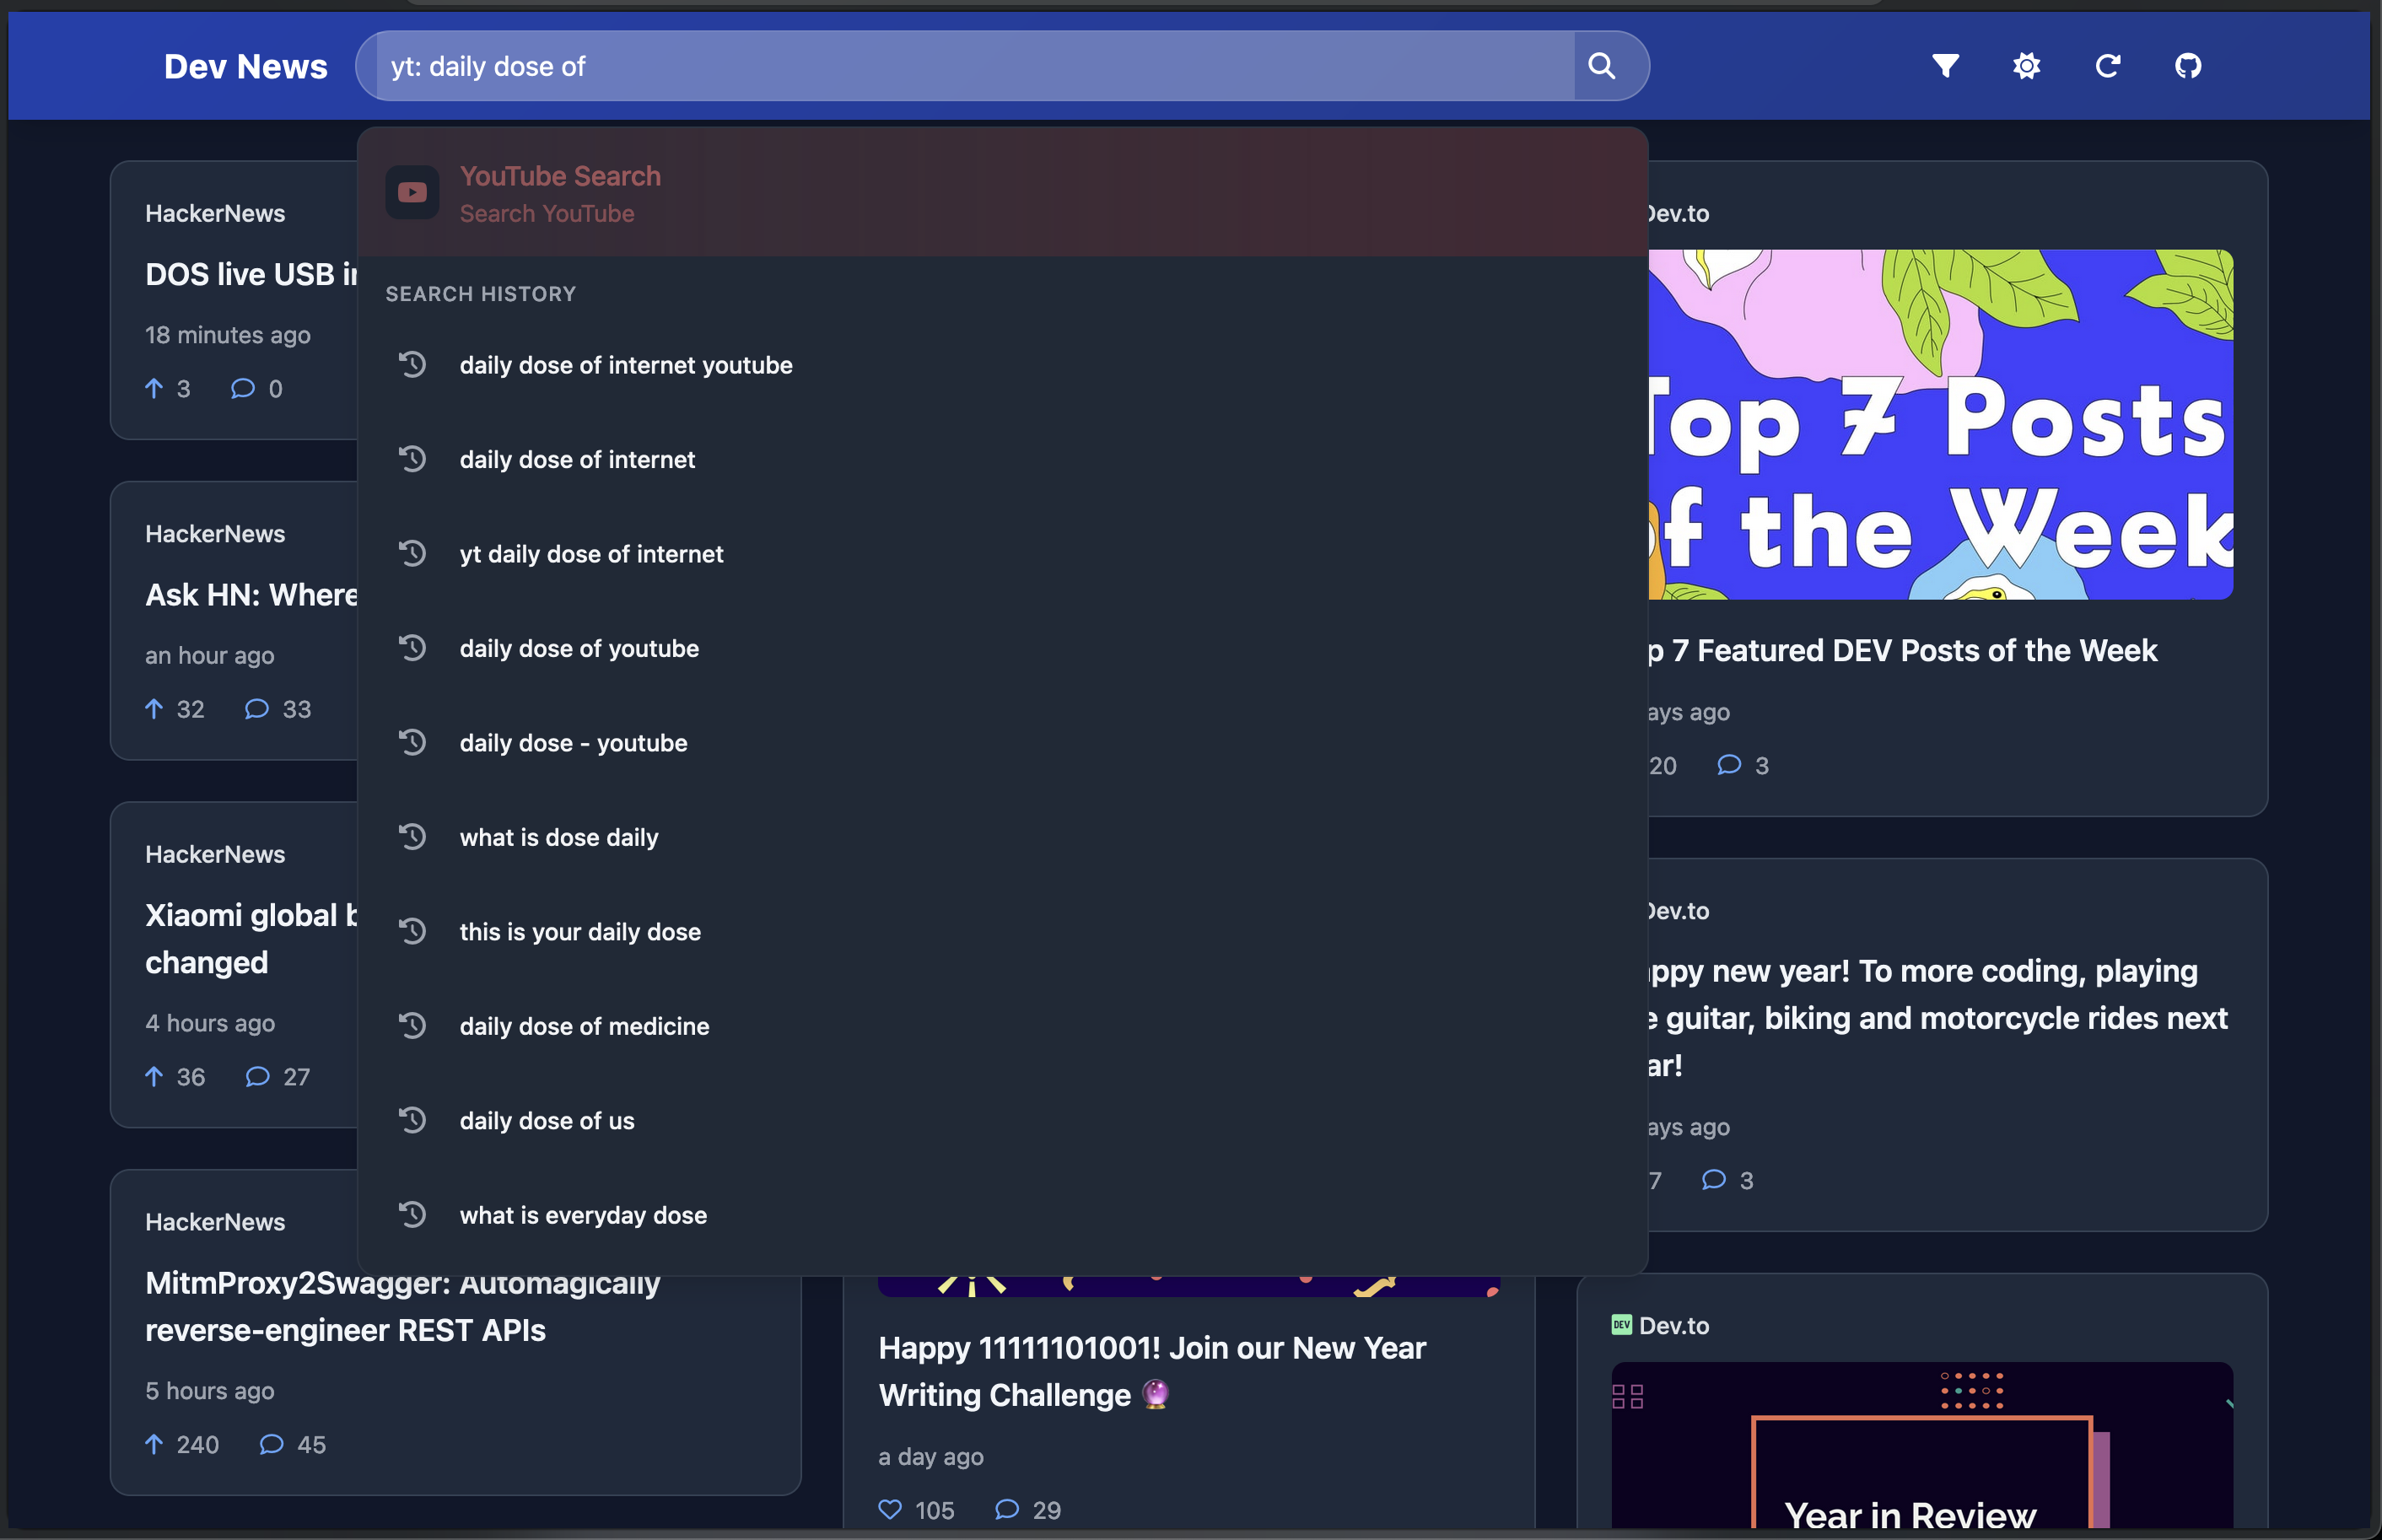 Dev News
yt: daily dose of
YouTube Search
Search YouTube
SEARCH HISTORY
daily dose of internet youtube
daily dose of internet
yt daily dose of internet
daily dose of youtube
daily dose - youtube
what is dose daily
this is your daily dose
daily dose of medicine
daily dose of us
what is everyday dose
HackerNews
DOS live USB
18 minutes ago
3 0
HackerNews
Ask HN: Where
an hour ago
32 33
HackerNews
Xiaomi global
changed
4 hours ago
36 27
HackerNews
MitmProxy2Swagger: Automagically
reverse-engineer REST APIs
5 hours ago
240 45
Happy 11111101001! Join our New Year
Writing Challenge
a day ago
105 29
Dev.to
Top 7 Posts
of the Week
7 Featured DEV Posts of the Week
ago
20 3
Dev.to
new year! To more coding, playing
guitar, biking and motorcycle rides next
ago
7 3
DEV Dev.to
Year in Review